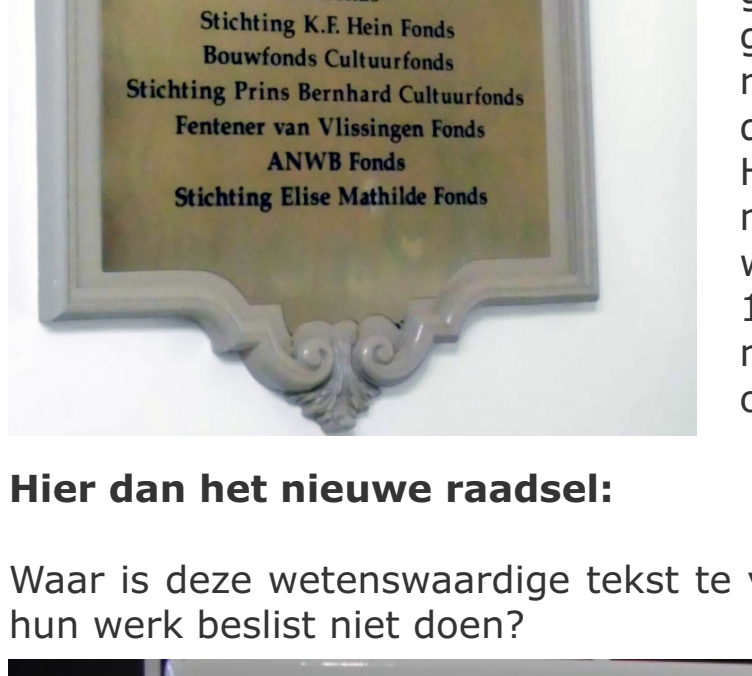 Stichting K.F. Hein Fonds
Bouwfonds Cultuurfonds
Stichting Prins Bernhard Cultuurfonds
Fentener van Vlissingen Fonds
ANWB Fonds
Stichting Elise Mathilde Fonds
Hier dan het nieuwe raadsel:
Waar is deze wetenswaardige tekst te
hun werk beslist niet doen?